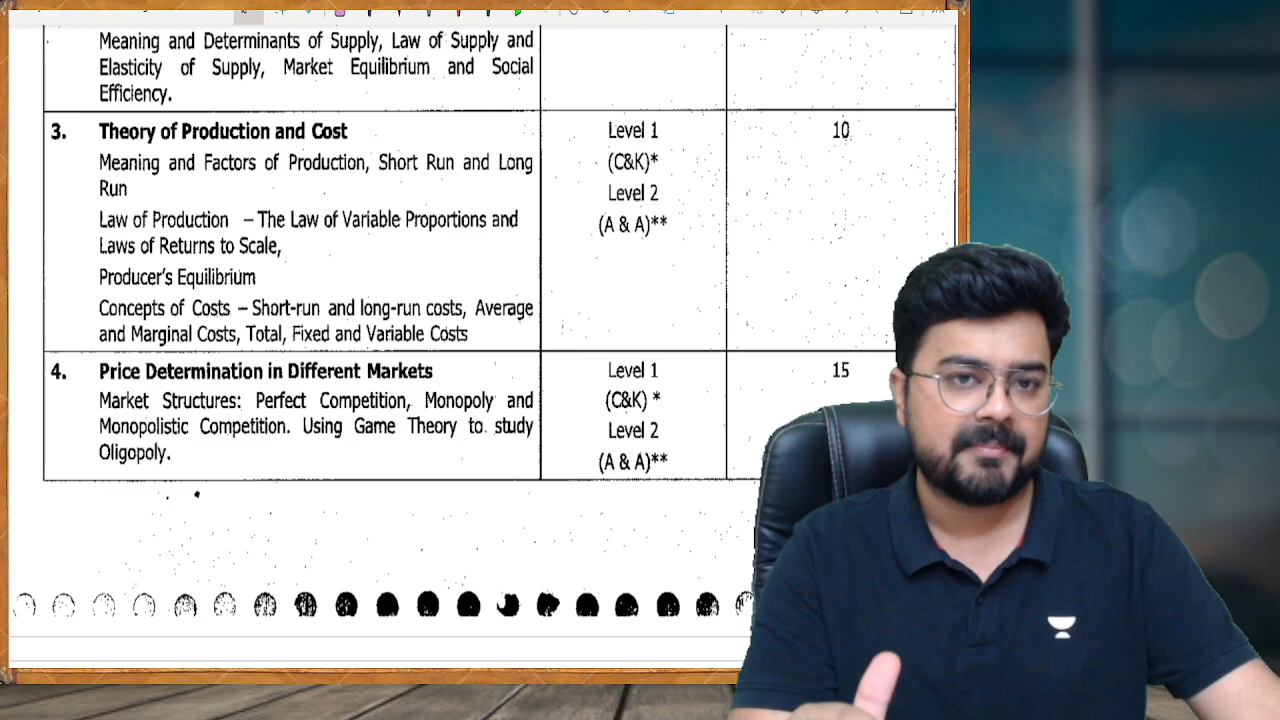 Meaning and Determinants of Supply, Law of Supply and
Elasticity of Supply, Market Equilibrium and Social
Efficiency.
3. Theory of Production and Cost Level 1 10
Meaning and Factors of Production, Short Run and Long (C&K)*
Run Level 2
Law of Production – The Law of Variable Proportions and (A & A)**
Laws of Returns to Scale,
Producer's Equilibrium
Concepts of Costs – Short-run and long-run costs, Average
and Marginal Costs, Total, Fixed and Variable Costs
4. Price Determination in Different Markets Level 1 15
Market Structures: Perfect Competition, Monopoly and (C&K) *
Monopolistic Competition. Using Game Theory to study Level 2
Oligopoly. (A & A)**